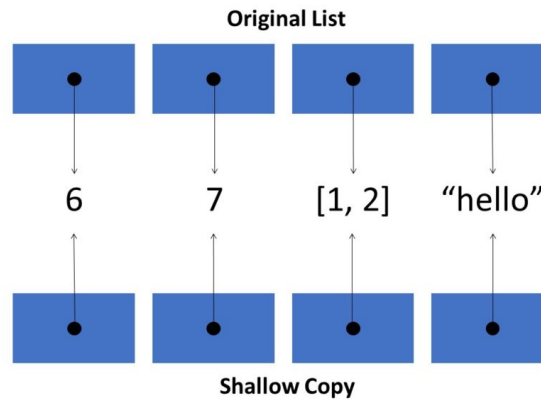 Original List
6 7 [1, 2] “hello”
Shallow Copy